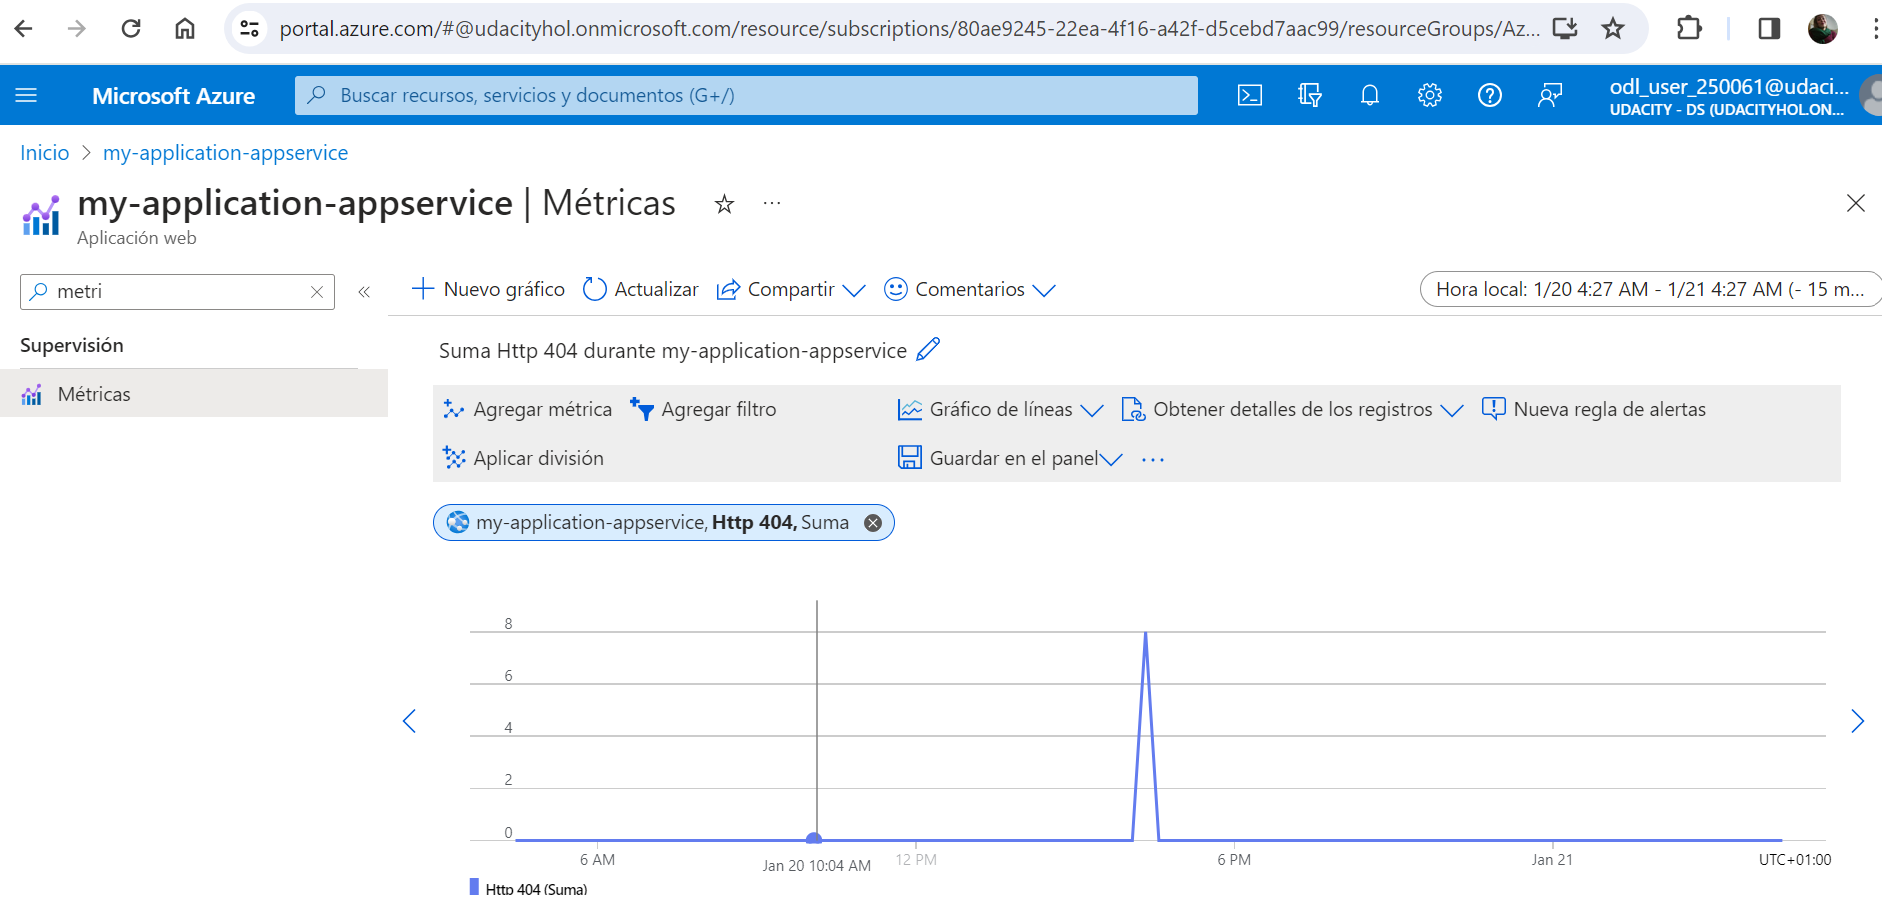 portal.azure.com/#@udacityhol.onmicrosoft.com/resource/subscriptions/80ae9245-22ea-4f16-a42f-d5cebd7aac99/resourceGroups/Az...
Microsoft Azure
Buscar recursos, servicios y documentos (G+/)
odl_user_250061@udaci...
UDACITY - DS (UDACITYHOL.ON...
Inicio > my-application-appservice
my-application-appservice | Métricas
Aplicación web
metri
Nuevo gráfico
Actualizar
Compartir
Comentarios
Hora local: 1/20 4:27 AM - 1/21 4:27 AM (- 15 m...
Supervisión
Métricas
Suma Http 404 durante my-application-appservice
Agregar métrica
Agregar filtro
Gráfico de líneas
Obtener detalles de los registros
Nueva regla de alertas
Aplicar división
Guardar en el panel
my-application-appservice, Http 404, Suma
8
6
4
2
0
6 AM
Jan 20 10:04 AM
12 PM
6 PM
Jan 21
UTC+01:00
Http 404 (Suma)